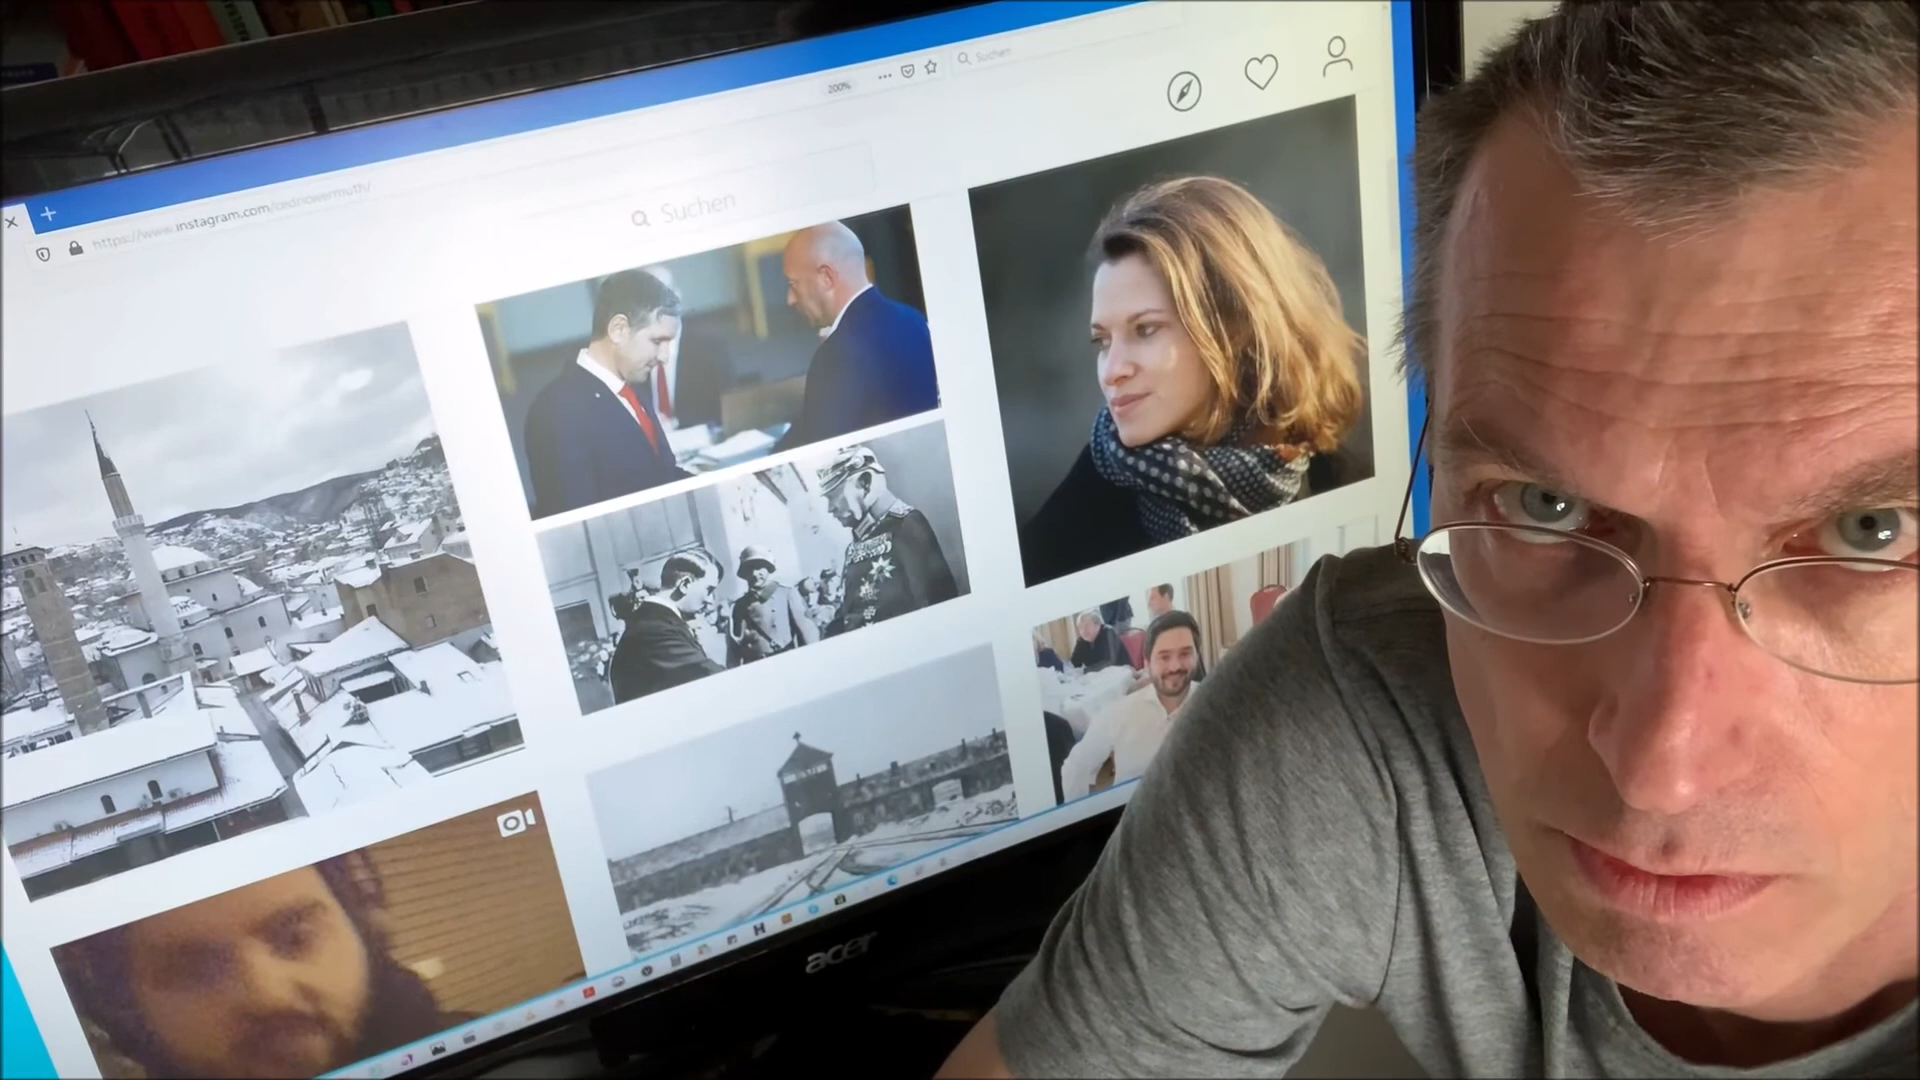 200%
Suchen
https://www.instagram.com/cedricwermuth/
Suchen
acer